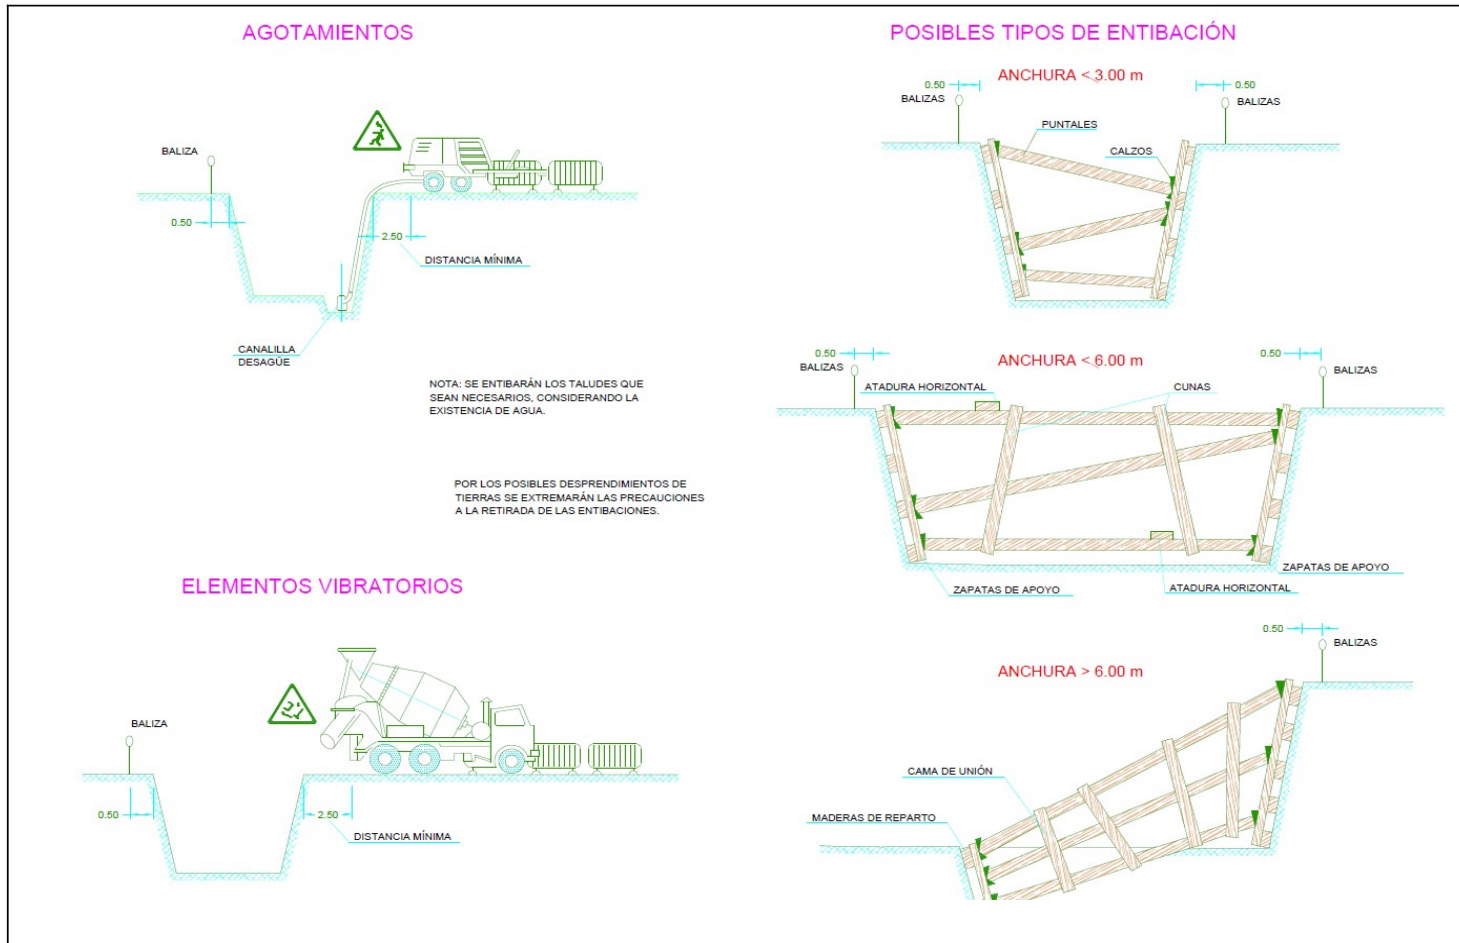 AGOTAMIENTOS
BALIZA
0.50
2.50
DISTANCIA MÍNIMA
CANALILLA
DESAGÜE
NOTA: SE ENTIBARÁN LOS TALUDES QUE
SEAN NECESARIOS, CONSIDERANDO LA
EXISTENCIA DE AGUA.
POR LOS POSIBLES DESPRENDIMIENTOS DE
TIERRAS SE EXTREMARÁN LAS PRECAUCIONES
A LA RETIRADA DE LAS ENTIBACIONES.
ELEMENTOS VIBRATORIOS
BALIZA
0.50
2.50
DISTANCIA MÍNIMA
POSIBLES TIPOS DE ENTIBACIÓN
ANCHURA < 3.00 m
0.50
0.50
BALIZAS
BALIZAS
PUNTALES
CALZOS
ANCHURA < 6.00 m
0.50
0.50
BALIZAS
BALIZAS
ATADURA HORIZONTAL
CUNAS
ZAPATAS DE APOYO
ZAPATAS DE APOYO
ATADURA HORIZONTAL
ANCHURA > 6.00 m
0.50
BALIZAS
CAMA DE UNIÓN
MADERAS DE REPARTO